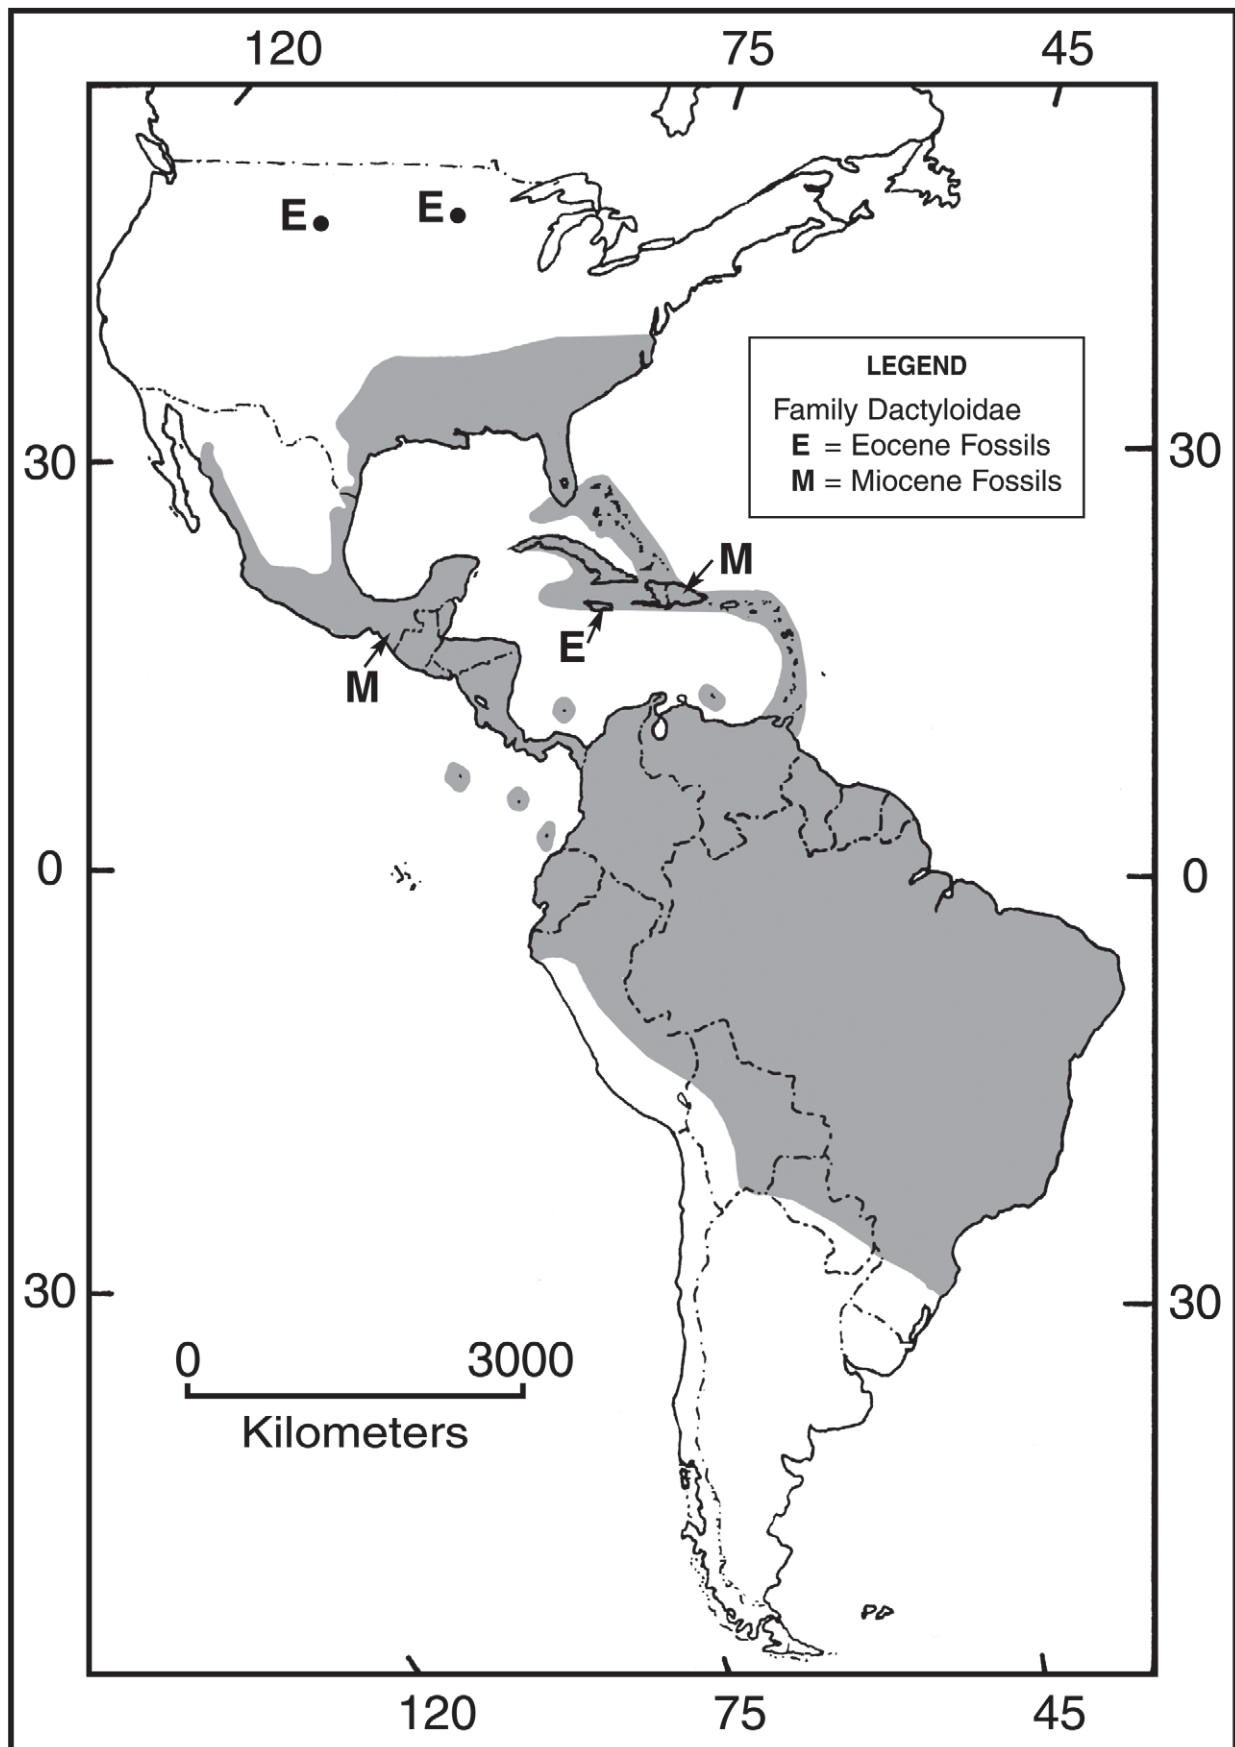 120 75 45
E E
LEGEND
Family Dactyloidae
E = Eocene Fossils
M = Miocene Fossils
30 30
M
E
M
0 0
30 30
0 3000
Kilometers
120 75 45